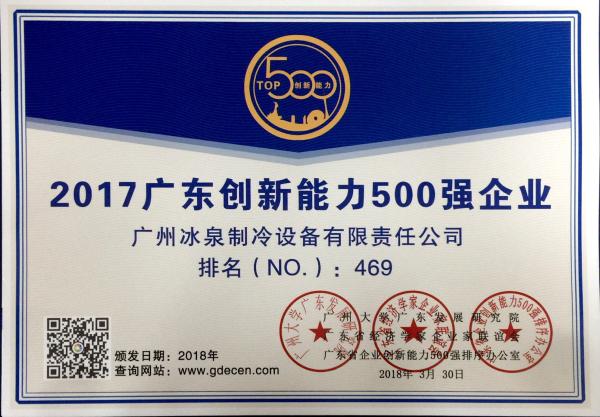 500
TOP 创新能力
2017广东创新能力500强企业
广州冰泉制冷设备有限责任公司
排名（NO.）：469
广州大学广东发展研究院
广东省经济学家企业家联谊会
广东省企业创新能力500强排序办公室
2018年 3月 30日
颁发日期：2018年
查询网站：www.gdecen.com